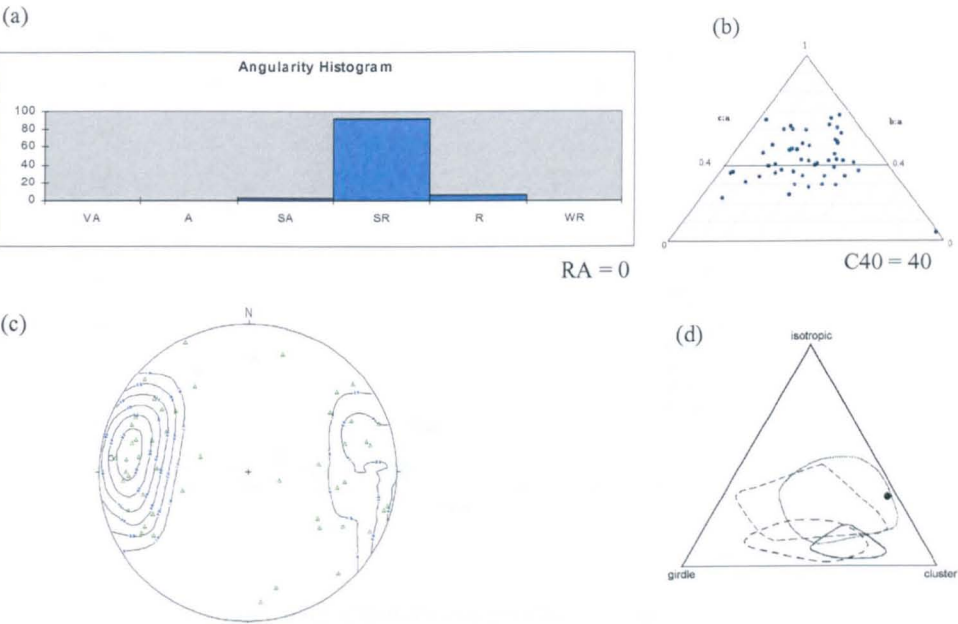 (a)
Angularity Histogram
100
80
60
40
20
0
VA A SA SR R WR
RA = 0
(b)
1
c:a
b:a
0.4
0.4
0
C40 = 40
(c)
N
(d)
isotropic
girdle
cluster